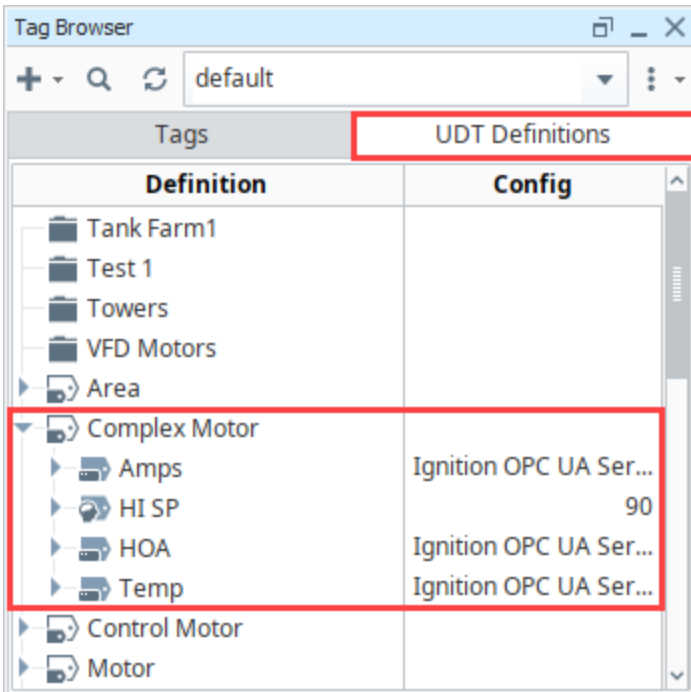 Tag Browser
default
Tags UDT Definitions
Definition Config
Tank Farm1
Test 1
Towers
VFD Motors
Area
Complex Motor
Amps Ignition OPC UA Ser...
HI SP 90
HOA Ignition OPC UA Ser...
Temp Ignition OPC UA Ser...
Control Motor
Motor